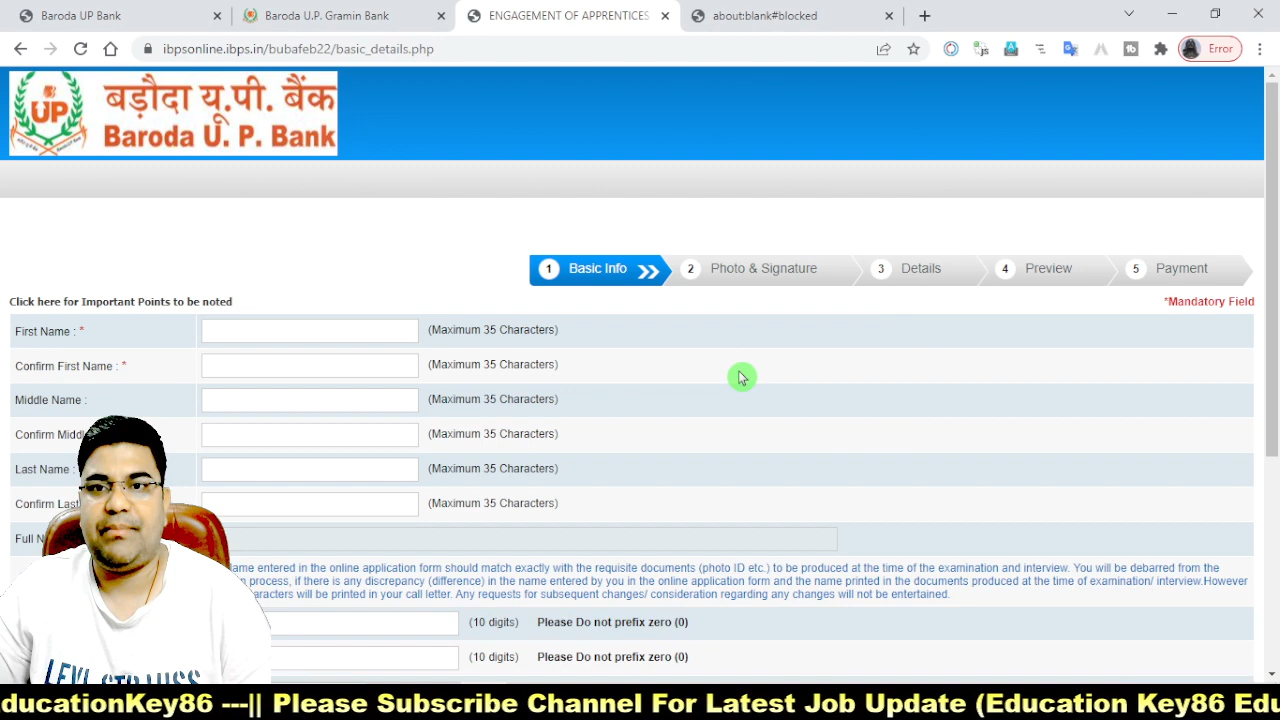 Baroda UP Bank
Baroda U.P. Gramin Bank
ENGAGEMENT OF APPRENTICES
about:blank#blocked
ibpsonline.ibps.in/bubafeb22/basic_details.php
Error
UP
बड़ौदा यू.पी. बैंक
Baroda U. P. Bank
1 Basic Info
2 Photo & Signature
3 Details
4 Preview
5 Payment
Click here for Important Points to be noted
*Mandatory Field
First Name : *
(Maximum 35 Characters)
Confirm First Name : *
(Maximum 35 Characters)
Middle Name :
(Maximum 35 Characters)
Confirm Midd
(Maximum 35 Characters)
Last Name :
(Maximum 35 Characters)
Confirm Last
(Maximum 35 Characters)
Full N
ame entered in the online application form should match exactly with the requisite documents (photo ID etc.) to be produced at the time of the examination and interview. You will be debarred from the
n process, if there is any discrepancy (difference) in the name entered by you in the online application form and the name printed in the documents produced at the time of examination/ interview.However
aracters will be printed in your call letter. Any requests for subsequent changes/ consideration regarding any changes will not be entertained.
(10 digits) Please Do not prefix zero (0)
(10 digits) Please Do not prefix zero (0)
ducationKey86 ---|| Please Subscribe Channel For Latest Job Update (Education Key86 Edu